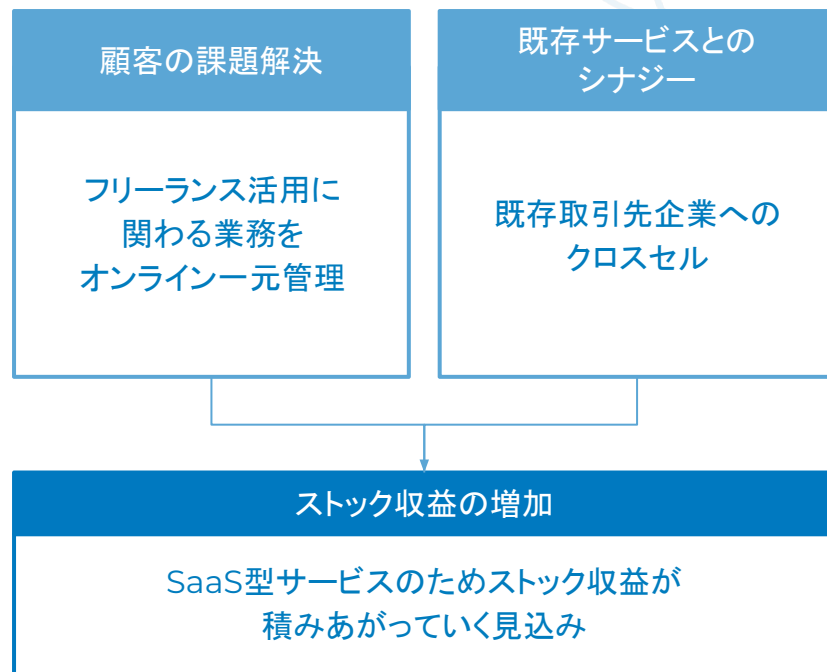 顧客の課題解決
フリーランス活用に
関わる業務を
オンライン一元管理
既存サービスとの
シナジー
既存取引先企業への
クロスセル
ストック収益の増加
SaaS型サービスのためストック収益が
積みあがっていく見込み